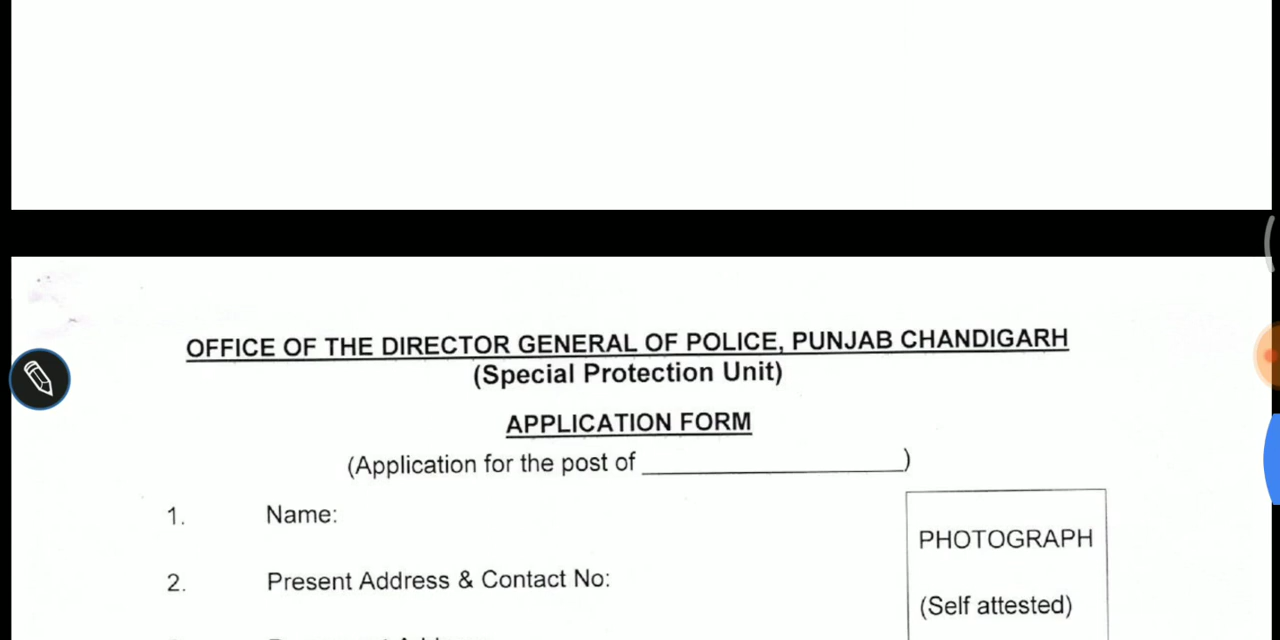 OFFICE OF THE DIRECTOR GENERAL OF POLICE, PUNJAB CHANDIGARH
(Special Protection Unit)
APPLICATION FORM
(Application for the post of ____________________)
1. Name:
PHOTOGRAPH
2. Present Address & Contact No:
(Self attested)